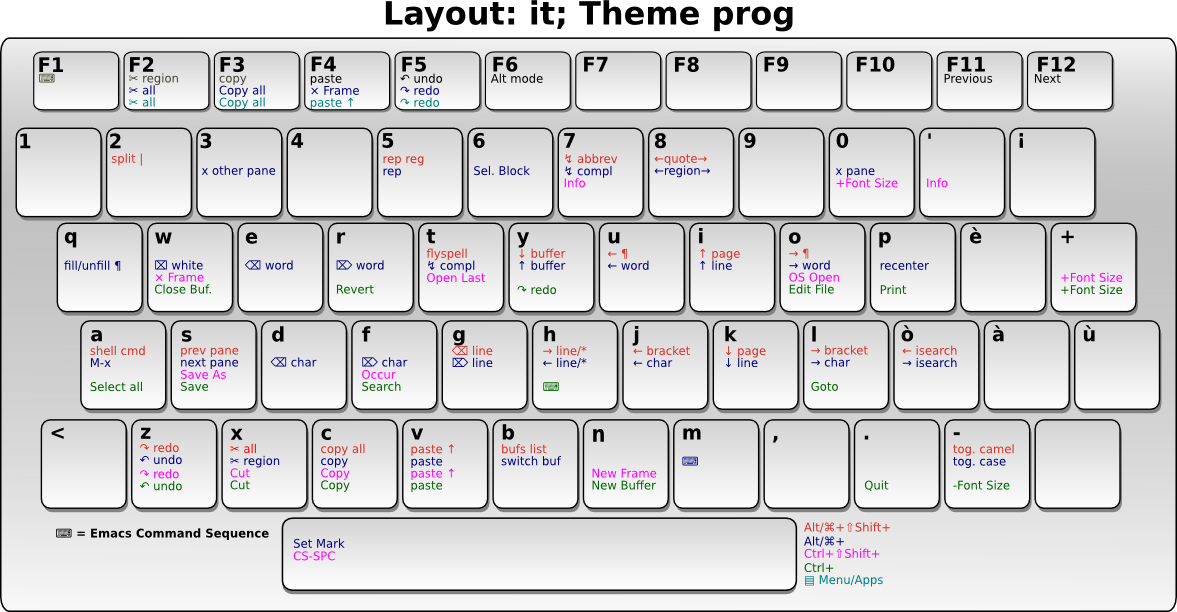 Layout: it; Theme prog
F1
⌨
F2
✂ region
✂ all
✂ all
F3
copy
Copy all
Copy all
F4
paste
× Frame
paste ↑
F5
↶ undo
↷ redo
↷ redo
F6
Alt mode
F7
F8
F9
F10
F11
Previous
F12
Next
1
2
split |
3
x other pane
4
5
rep reg
rep
6
Sel. Block
7
↯ abbrev
↯ compl
Info
8
←quote→
←region→
9
0
x pane
+Font Size
'
Info
ì
q
fill/unfill ¶
w
⌧ white
× Frame
Close Buf.
e
⌫ word
r
⌦ word
Revert
t
flyspell
↯ compl
Open Last
y
↓ buffer
↑ buffer
↷ redo
u
← ¶
← word
i
↑ page
↑ line
o
→ ¶
→ word
OS Open
Edit File
p
recenter
Print
è
+
+Font Size
+Font Size
a
shell cmd
M-x
Select all
s
prev pane
next pane
Save As
Save
d
⌫ char
f
⌦ char
Occur
Search
g
⌫ line
⌦ line
h
→ line/*
← line/*
⌨
j
← bracket
← char
k
↓ page
↓ line
l
→ bracket
→ char
Goto
ò
← isearch
→ isearch
à
ù
<
z
↷ redo
↶ undo
↷ redo
↶ undo
x
✂ all
✂ region
Cut
Cut
c
copy all
copy
Copy
Copy
v
paste ↑
paste
paste ↑
paste
b
bufs list
switch buf
n
New Frame
New Buffer
m
⌨
,
.
Quit
-
tog. camel
tog. case
-Font Size
⌨ = Emacs Command Sequence
Set Mark
CS-SPC
Alt/⌘+⇧Shift+
Alt/⌘+
Ctrl+⇧Shift+
Ctrl+
▤ Menu/Apps